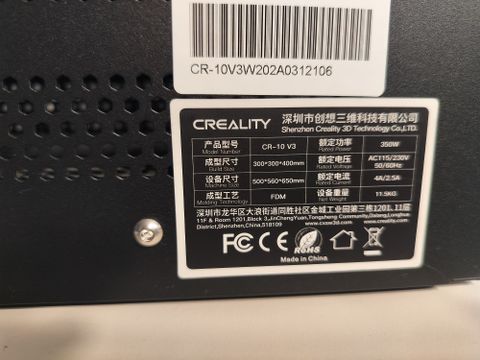 CR-10V3W202A0312106
CREALITY
深圳市创想三维科技有限公司
Shenzhen Creality 3D Technology Co,LTD.
产品型号 CR-10 V3 额定功率 350W
Model Number Rated Power
成型尺寸 300*300*400mm 额定电压 AC115/230V
Build Size Rated Voltage 50/60Hz
设备尺寸 500*560*650mm 额定电流 4A/2.5A
Machine Size Rated Current
成型工艺 FDM 设备重量 11.5KG
Molding Technology Net Weight
深圳市龙华区大浪街道同胜社区金城工业园第三栋1201.11层
11F & Room 1201,Block 3,JinChengYuan,Tongsheng Community,Dalang,Longhua
District,Shenzhen,China,518109
www.cxsw3d.com
FC CE RoHS
Made in China